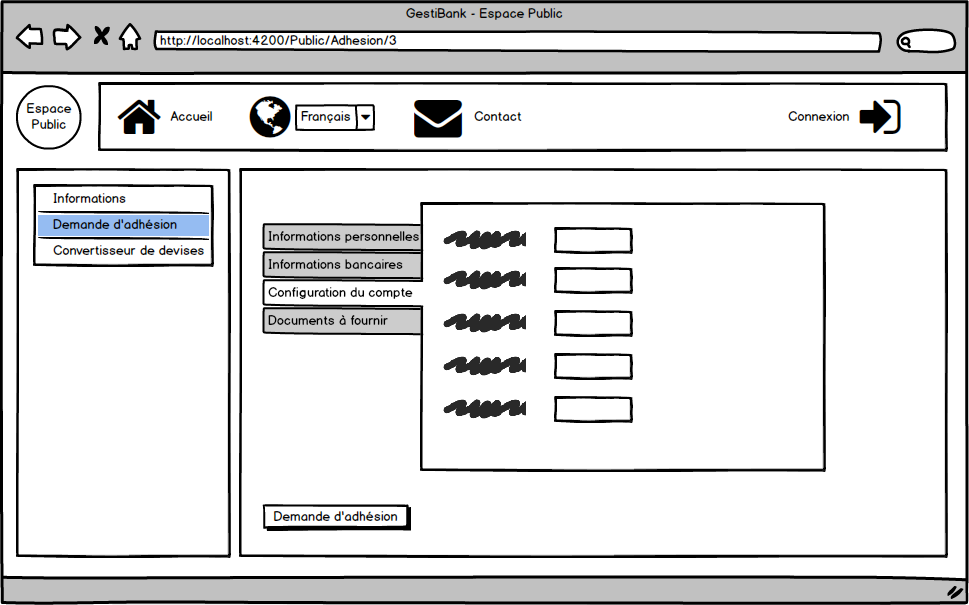 GestiBank - Espace Public
http://localhost:4200/Public/Adhesion/3
Espace
Public
Accueil
Français
Contact
Connexion
Informations
Demande d'adhésion
Convertisseur de devises
Informations personnelles
Informations bancaires
Configuration du compte
Documents à fournir
Demande d'adhésion